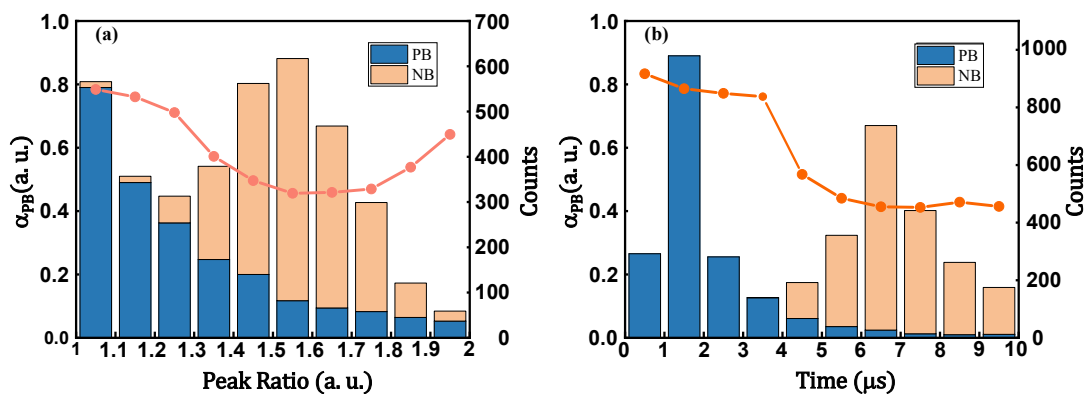 (a)
PB
NB
α_PB(a. u.)
1.0
0.8
0.6
0.4
0.2
0.0
700
600
500
400
300
200
100
0
Counts
1 1.1 1.2 1.3 1.4 1.5 1.6 1.7 1.8 1.9 2
Peak Ratio (a. u.)
(b)
PB
NB
α_PB(a. u.)
1.0
0.8
0.6
0.4
0.2
0.0
1000
800
600
400
200
0
Counts
0 1 2 3 4 5 6 7 8 9 10
Time (μs)